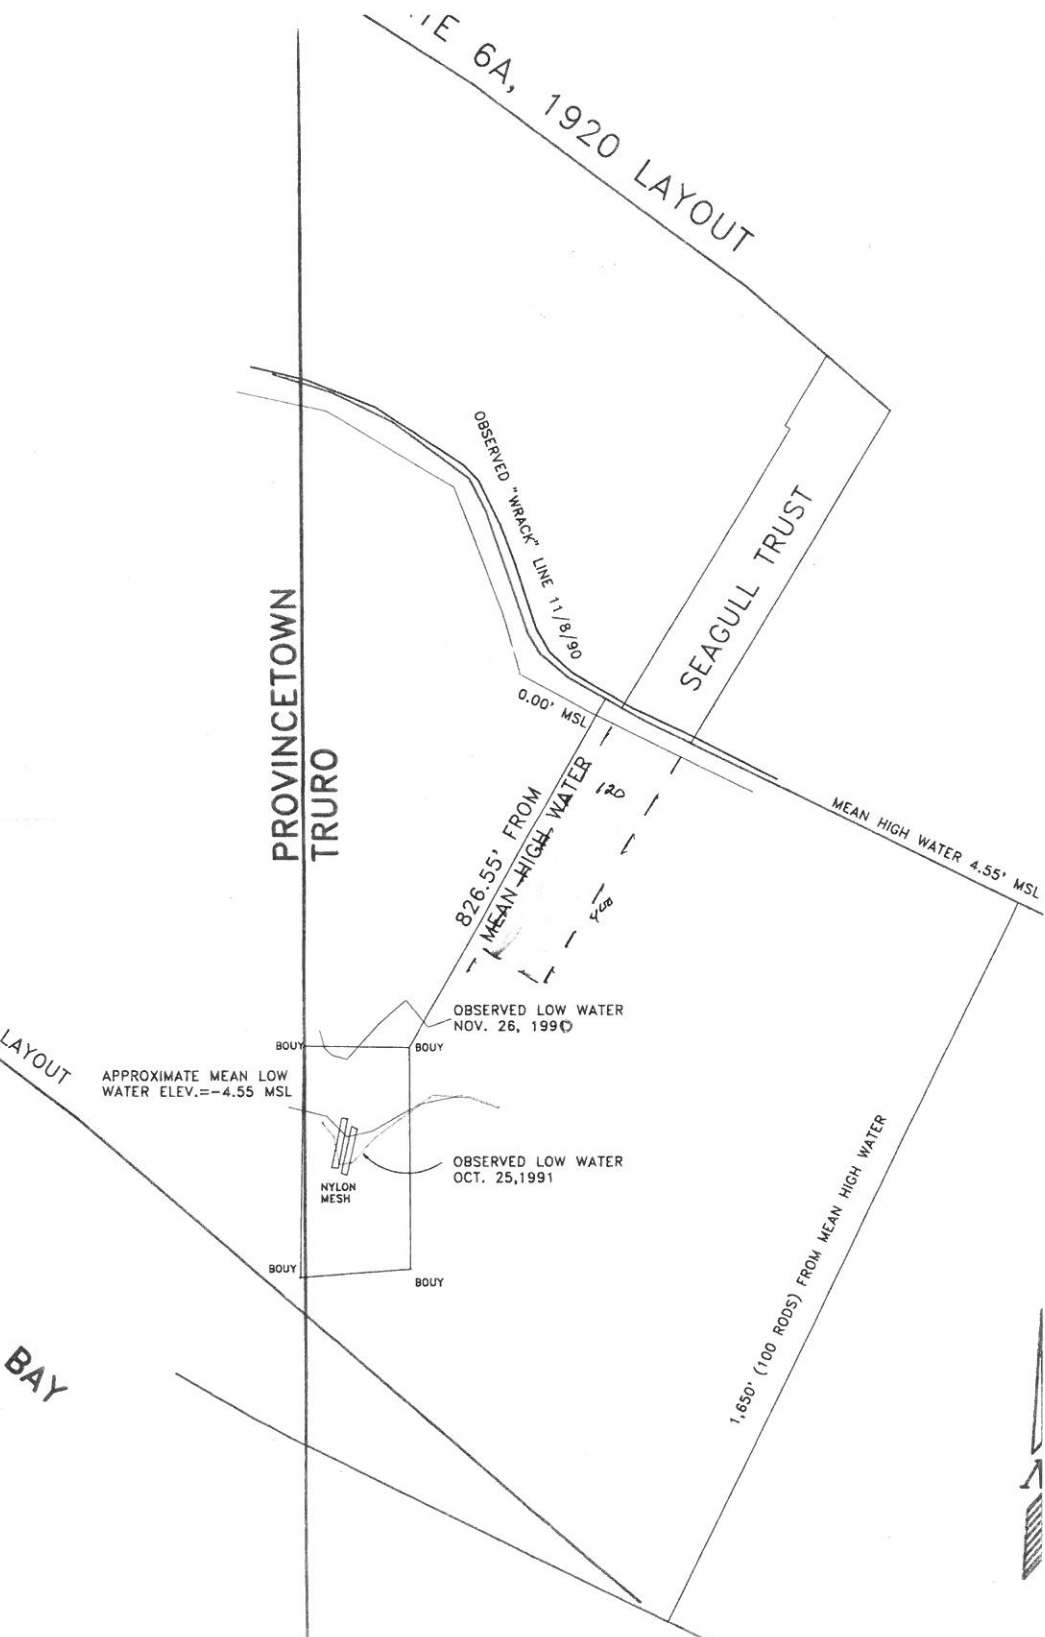 6A, 1920 LAYOUT
OBSERVED "WRACK" LINE 11/8/90
SEAGULL TRUST
PROVINCETOWN
TRURO
0.00' MSL
MEAN HIGH WATER 4.55' MSL
826.55' FROM
MEAN HIGH WATER
120
400
OBSERVED LOW WATER
NOV. 26, 1990
BOUY
BOUY
LAYOUT
APPROXIMATE MEAN LOW
WATER ELEV.=-4.55 MSL
OBSERVED LOW WATER
OCT. 25,1991
NYLON
MESH
BOUY
BOUY
1,650' (100 RODS) FROM MEAN HIGH WATER
BAY
N